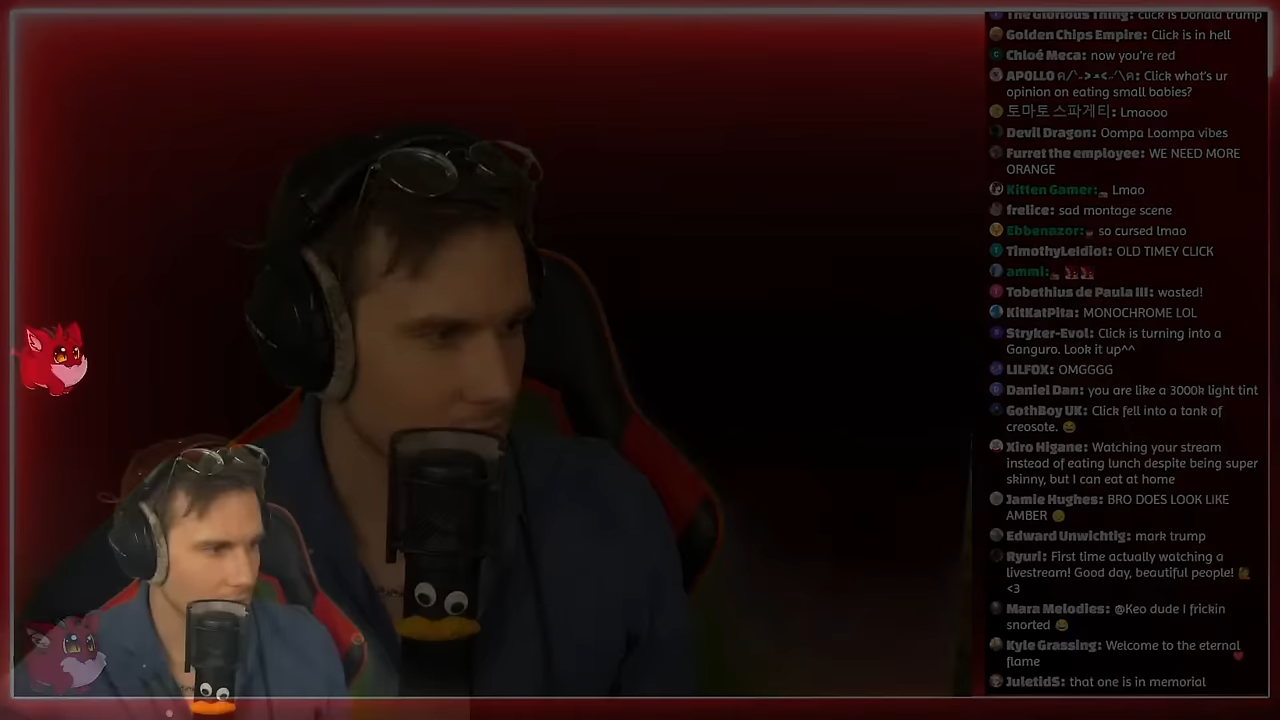 The Glorious Thing: click is Donald trump
Golden Chips Empire: Click is in hell
Chloé Meca: now you're red
Click what's ur
opinion on eating small babies?
토마토 스파게티: Lmaooo
Devil Dragon: Oompa Loompa vibes
Furret the employee: WE NEED MORE
ORANGE
Kitten Gamer: Lmao
frelice: sad montage scene
Ebbenazor: so cursed lmao
TimothyLeIdiot: OLD TIMEY CLICK
ammi:
Tobethius de Paula III: wasted!
KitKatPita: MONOCHROME LOL
Stryker-Evol: Click is turning into a
Ganguro. Look it up^^
LILFOX: OMGGGG
Daniel Dan: you are like a 3000k light tint
GothBoy UK: Click fell into a tank of
creosote. 😂
Xiro Higane: Watching your stream
instead of eating lunch despite being super
skinny, but I can eat at home
Jamie Hughes: BRO DOES LOOK LIKE
AMBER
Edward Unwichtig: mark trump
Ryuri: First time actually watching a
livestream! Good day, beautiful people!
<3
Mara Melodies: @Keo dude I frickin
snorted 😂
Kyle Grassing: Welcome to the eternal
flame
JuletidS: that one is in memorial